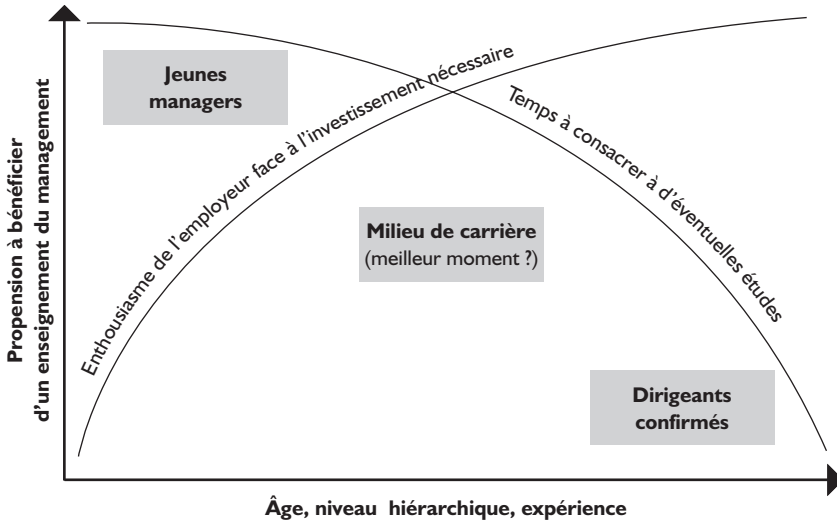 Jeunes
managers
Enthousiasme de l'employeur face à l'investissement nécessaire
Temps à consacrer à d'éventuelles études
Milieu de carrière
(meilleur moment ?)
Dirigeants
confirmés
Propension à bénéficier
d'un enseignement du management
Âge, niveau hiérarchique, expérience